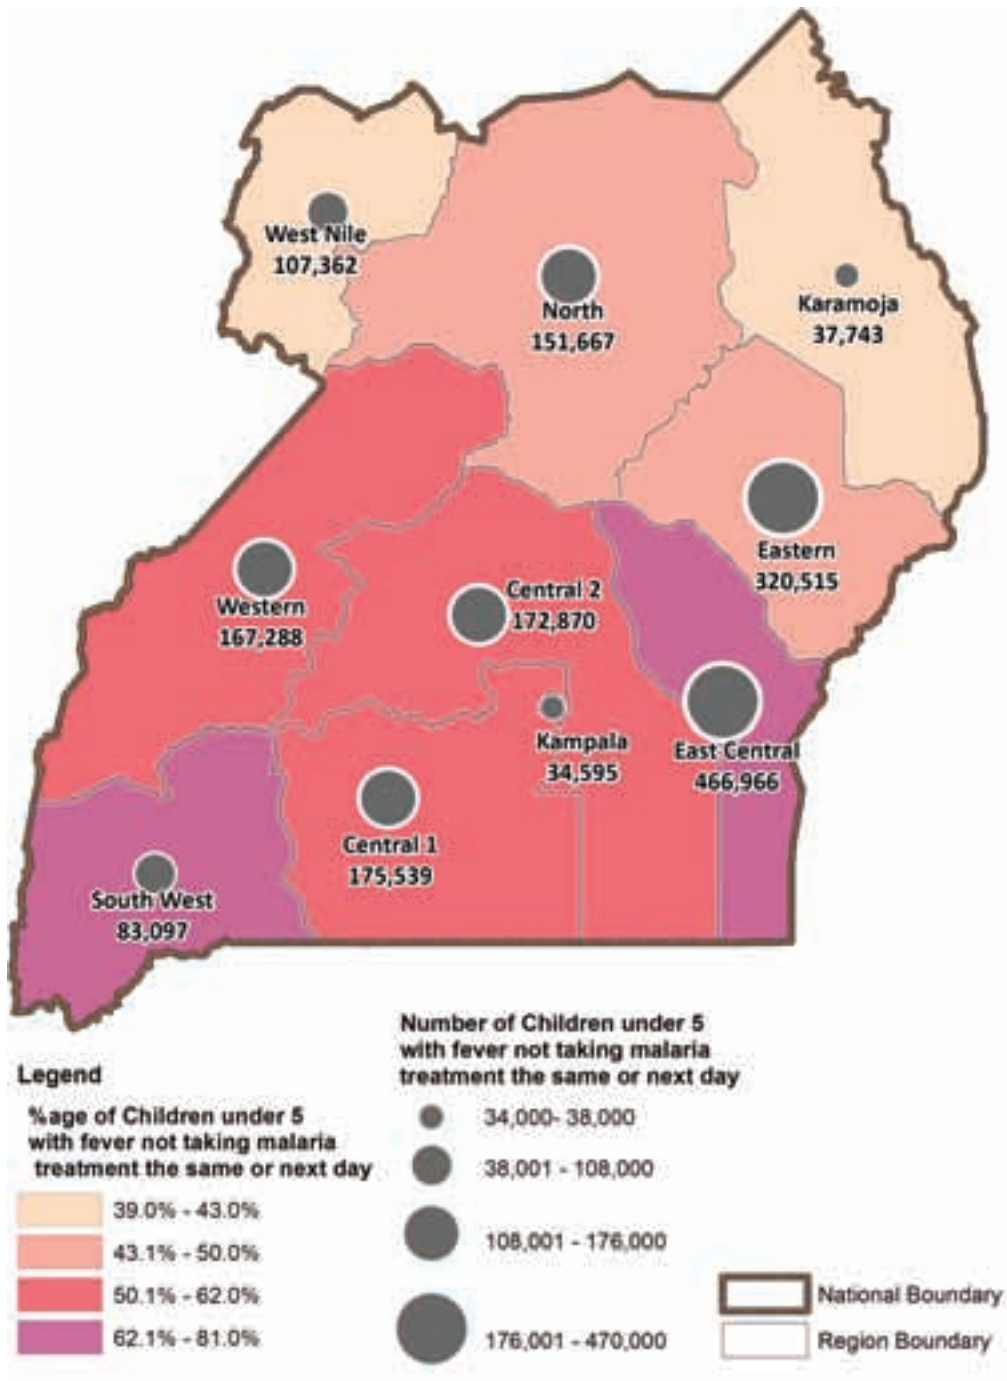 West Nile
107,362
North
151,667
Karamoja
37,743
Eastern
320,515
Western
167,288
Central 2
172,870
Kampala
34,595
East Central
466,966
Central 1
175,539
South West
83,097
Legend
%age of Children under 5
with fever not taking malaria
treatment the same or next day
39.0% - 43.0%
43.1% - 50.0%
50.1% - 62.0%
62.1% - 81.0%
Number of Children under 5
with fever not taking malaria
treatment the same or next day
34,000- 38,000
38,001 - 108,000
108,001 - 176,000
176,001 - 470,000
National Boundary
Region Boundary